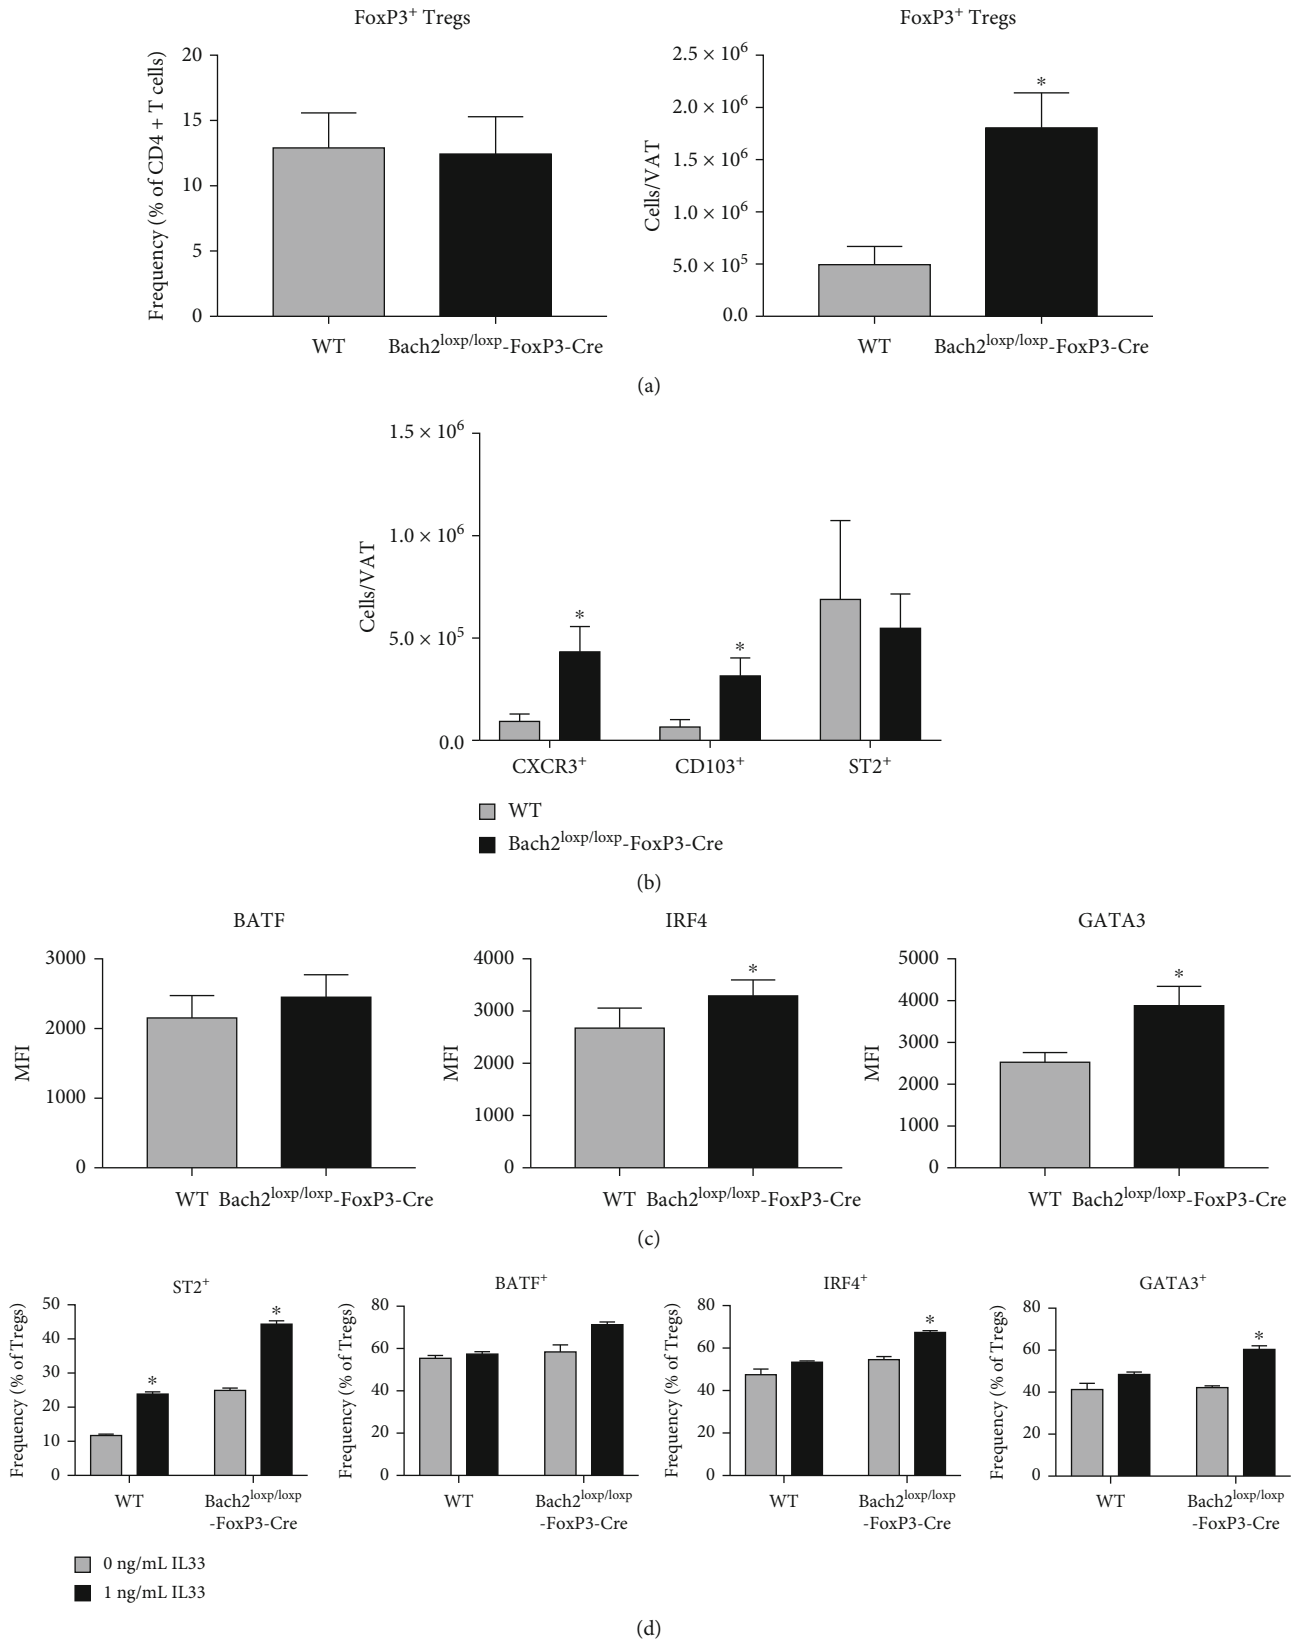 FoxP3⁺ Tregs
Frequency (% of CD4 + T cells)
20
15
10
5
0
WT Bach2loxp/loxp-FoxP3-Cre
FoxP3⁺ Tregs
Cells/VAT
2.5 × 10⁶
*
2.0 × 10⁶
1.5 × 10⁶
1.0 × 10⁶
5.0 × 10⁵
0.0
WT Bach2loxp/loxp-FoxP3-Cre
(a)
Cells/VAT
1.5 × 10⁶
1.0 × 10⁶
5.0 × 10⁵
0.0
* *
CXCR3⁺ CD103⁺ ST2⁺
WT
Bach2loxp/loxp-FoxP3-Cre
(b)
BATF
MFI
3000
2000
1000
0
WT Bach2loxp/loxp-FoxP3-Cre
IRF4
MFI
4000
*
3000
2000
1000
0
WT Bach2loxp/loxp-FoxP3-Cre
GATA3
MFI
5000
*
4000
3000
2000
1000
0
WT Bach2loxp/loxp-FoxP3-Cre
(c)
ST2⁺
Frequency (% of Tregs)
50
40
30
20
10
0
* *
WT Bach2loxp/loxp
-FoxP3-Cre
BATF⁺
Frequency (% of Tregs)
80
60
40
20
0
WT Bach2loxp/loxp
-FoxP3-Cre
IRF4⁺
Frequency (% of Tregs)
80
*
60
40
20
0
WT Bach2loxp/loxp
-FoxP3-Cre
GATA3⁺
Frequency (% of Tregs)
80
*
60
40
20
0
WT Bach2loxp/loxp
-FoxP3-Cre
0 ng/mL IL33
1 ng/mL IL33
(d)